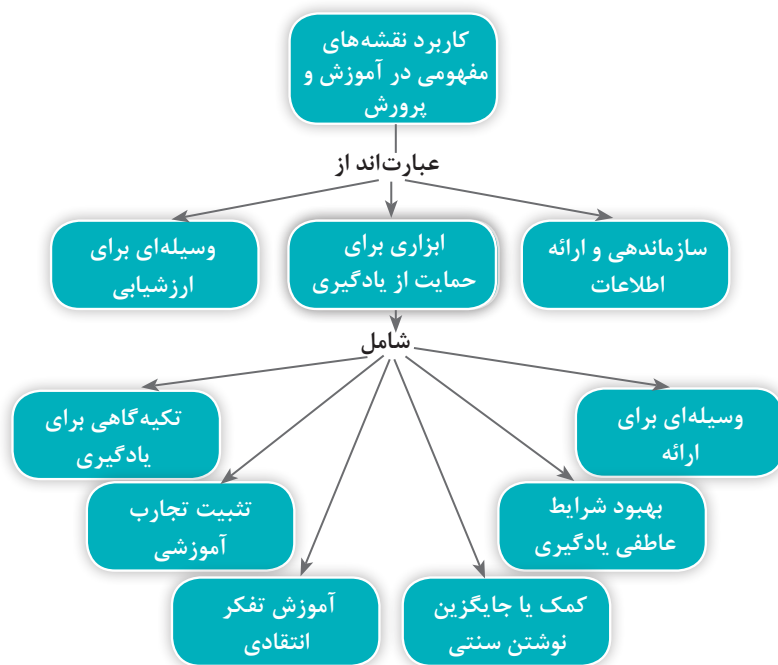 کاربرد نقشه‌های
مفهومی در آموزش و
پرورش
عبارت‌اند از
سازماندهی و ارائه
اطلاعات
ابزاری برای
حمایت از یادگیری
وسیله‌ای برای
ارزشیابی
شامل
وسیله‌ای برای
ارائه
بهبود شرایط
عاطفی یادگیری
کمک یا جایگزین
نوشتن سنتی
آموزش تفکر
انتقادی
تثبیت تجارب
آموزشی
تکیه‌گاهی برای
یادگیری